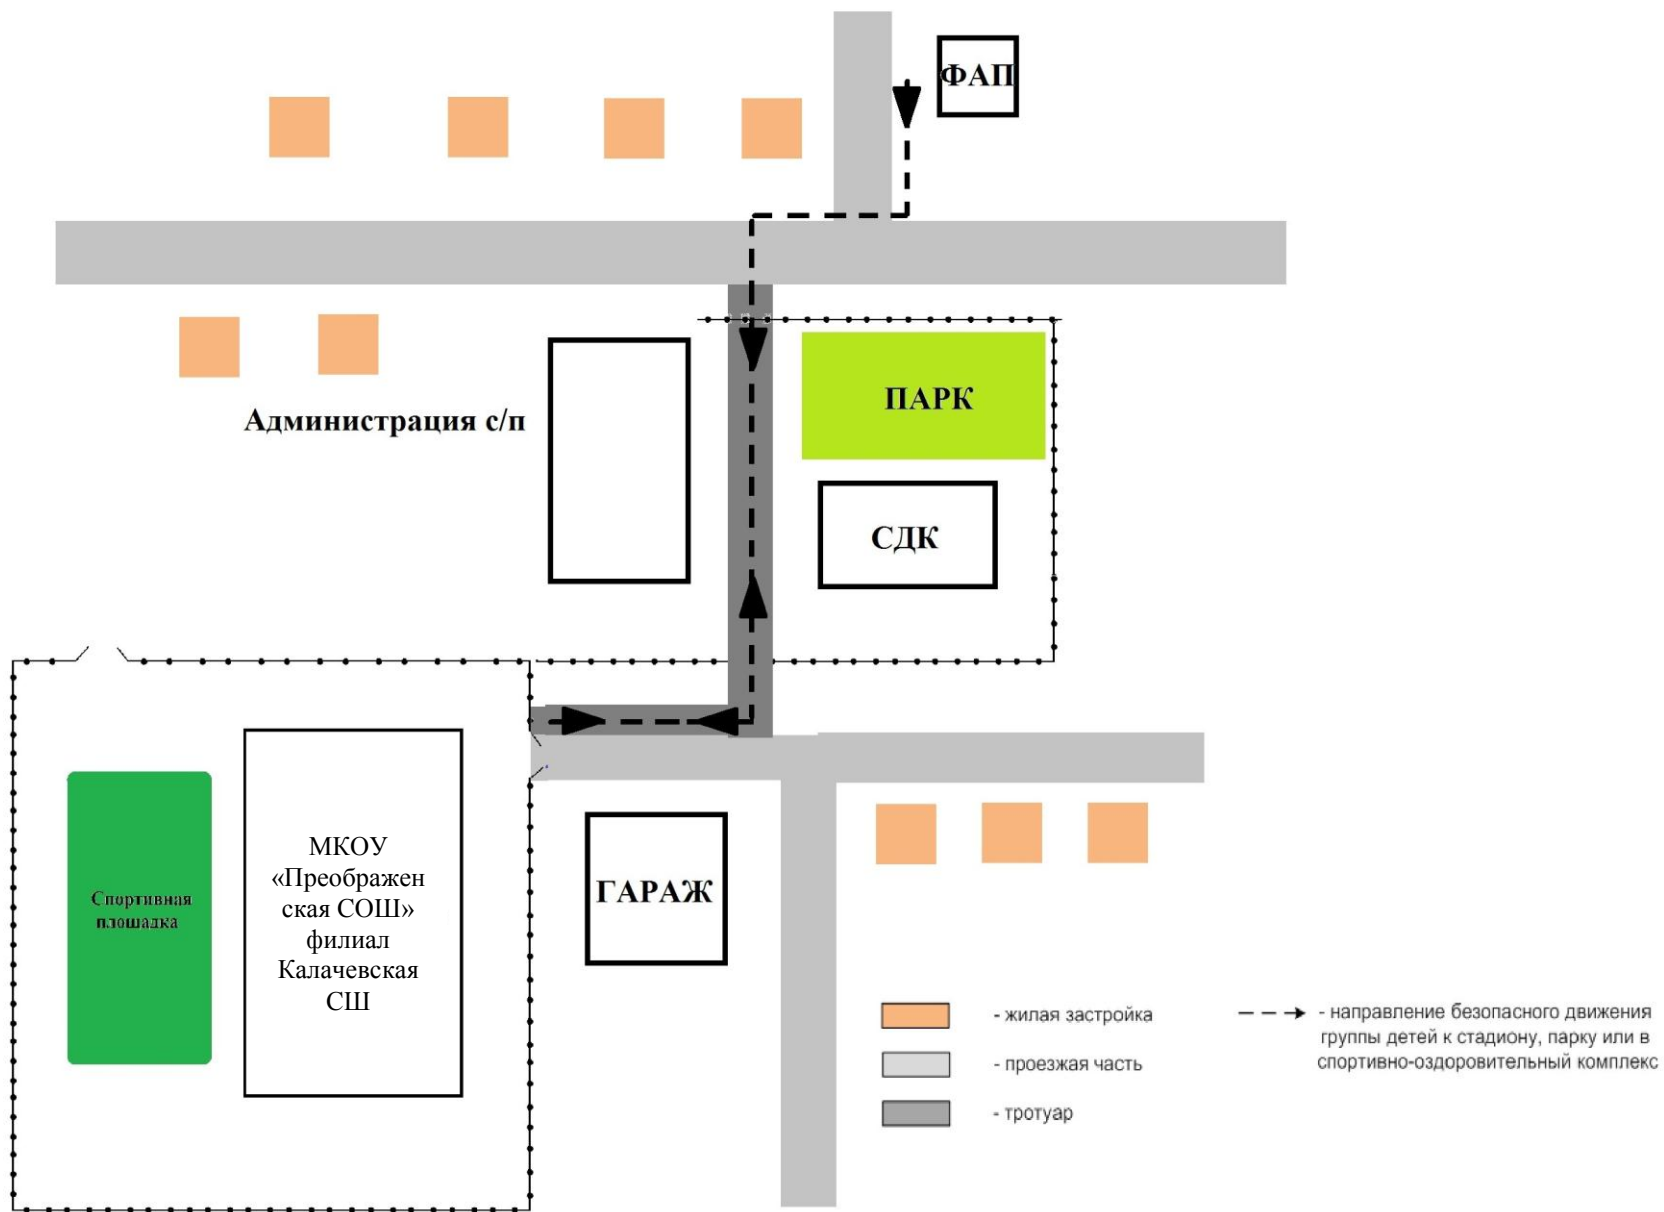 ФАП
ПАРК
Администрация с/п
СДК
МКОУ
«Преображен
ская СОШ»
филиал
Калачевская
СШ
Спортивная
плошадка
ГАРАЖ
- жилая застройка
- проезжая часть
- тротуар
- направление безопасного движения
группы детей к стадиону, парку или в
спортивно-оздоровительный комплекс